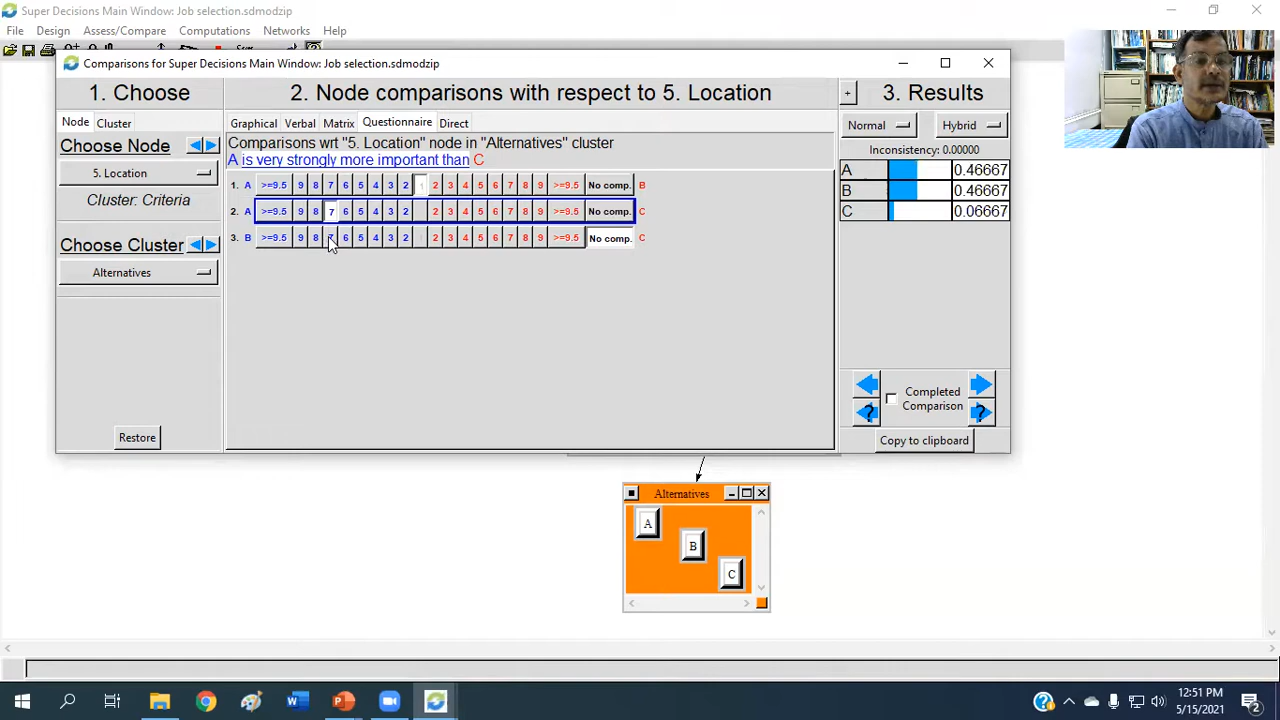 Super Decisions Main Window: Job selection.sdmodzip
File Design Assess/Compare Computations Networks Help
Comparisons for Super Decisions Main Window: Job selection.sdmodzip
1. Choose
2. Node comparisons with respect to 5. Location
+ 3. Results
Node Cluster
Graphical Verbal Matrix Questionnaire Direct
Normal Hybrid
Choose Node
Comparisons wrt "5. Location" node in "Alternatives" cluster
A is very strongly more important than C
Inconsistency: 0.00000
5. Location
Cluster: Criteria
Choose Cluster
Alternatives
1. A >=9.5 9 8 7 6 5 4 3 2 1 2 3 4 5 6 7 8 9 >=9.5 No comp. B
2. A >=9.5 9 8 7 6 5 4 3 2 2 3 4 5 6 7 8 9 >=9.5 No comp. C
3. B >=9.5 9 8 7 6 5 4 3 2 2 3 4 5 6 7 8 9 >=9.5 No comp. C
A 0.46667
B 0.46667
C 0.06667
Completed
Comparison
? ?
Restore
Copy to clipboard
Alternatives
A
B
C
12:51 PM
5/15/2021
2